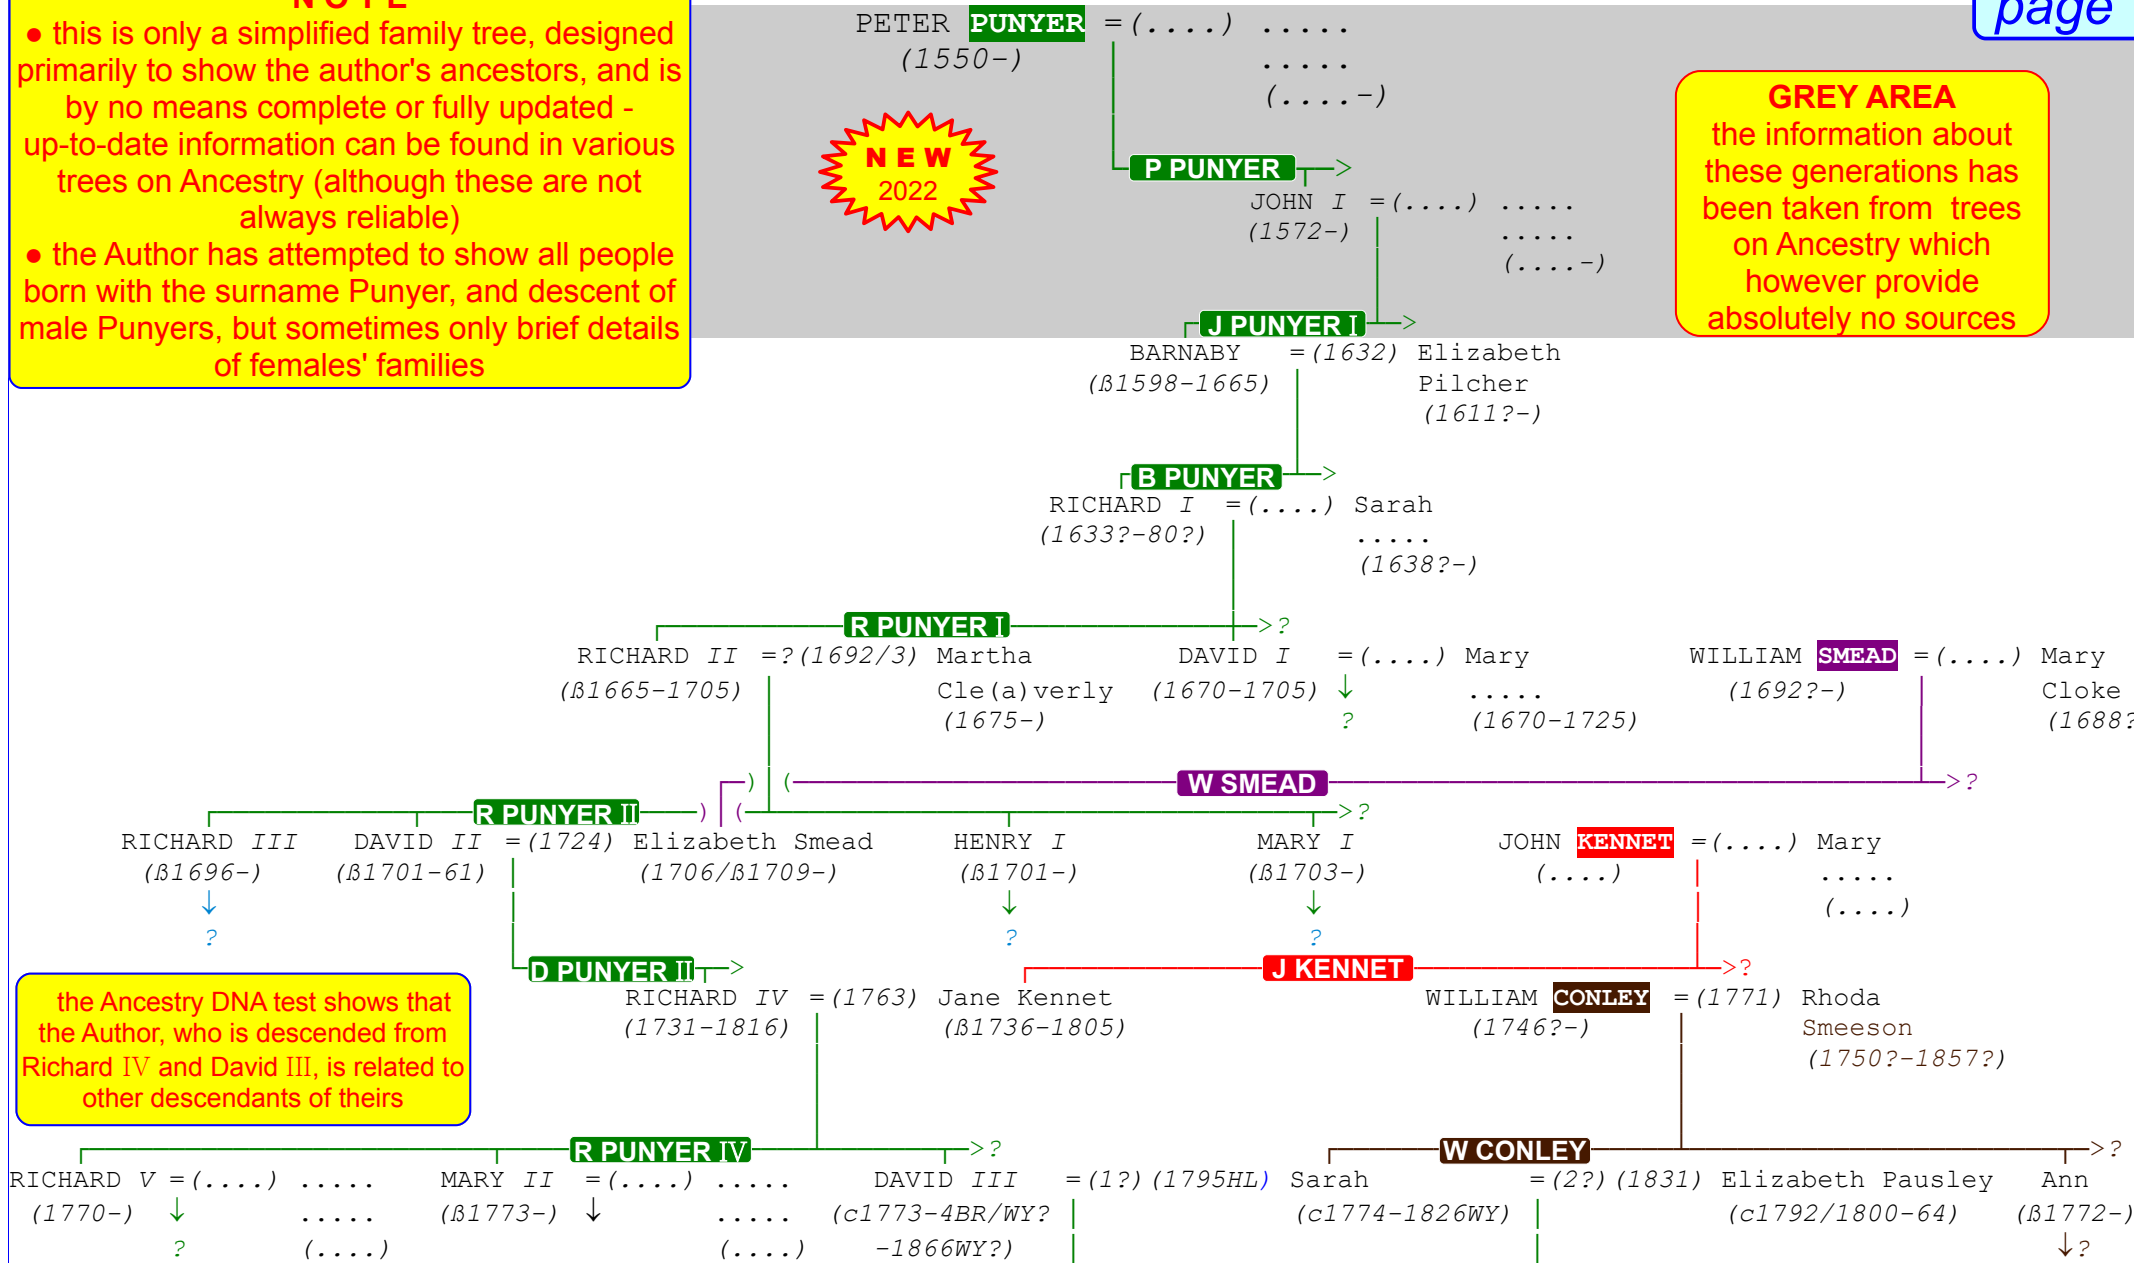 N O T E
● this is only a simplified family tree, designed
primarily to show the author's ancestors, and is
by no means complete or fully updated -
up-to-date information can be found in various
trees on Ancestry (although these are not
always reliable)
● the Author has attempted to show all people
born with the surname Punyer, and descent of
male Punyers, but sometimes only brief details
of females' families
page
PETER PUNYER =(....) .....
(1550-) .....
(....-)
N E W
2022
GREY AREA
the information about
these generations has
been taken from trees
on Ancestry which
however provide
absolutely no sources
P PUNYER >
JOHN I =(....) .....
(1572-) .....
(....-)
J PUNYER I >
BARNABY =(1632) Elizabeth
(ß1598-1665) Pilcher
(1611?-)
B PUNYER >
RICHARD I =(....) Sarah
(1633?-80?) .....
(1638?-)
R PUNYER I >?
RICHARD II =?(1692/3) Martha DAVID I =(....) Mary WILLIAM SMEAD =(....) Mary
(ß1665-1705) Cle(a)verly (1670-1705) ↓ ..... (1692?-) Cloke
(1675-) ? (1670-1725) (1688?
) ( W SMEAD >?
R PUNYER II ) ( >?
RICHARD III DAVID II =(1724) Elizabeth Smead HENRY I MARY I JOHN KENNET =(....) Mary
(ß1696-) (ß1701-61) (1706/ß1709-) (ß1701-) (ß1703-) (....) .....
↓ ↓ ↓ (....)
? ? ?
D PUNYER II > J KENNET >?
RICHARD IV =(1763) Jane Kennet WILLIAM CONLEY =(1771) Rhoda
(1731-1816) (ß1736-1805) (1746?-) Smeeson
(1750?-1857?)
the Ancestry DNA test shows that
the Author, who is descended from
Richard IV and David III, is related to
other descendants of theirs
R PUNYER IV >? W CONLEY >?
RICHARD V =(....) ..... MARY II =(....) ..... DAVID III =(1?)(1795HL) Sarah =(2?)(1831) Elizabeth Pausley Ann
(1770-) ↓ ..... (ß1773-) ↓ ..... (c1773-4BR/WY? (c1774-1826WY) (c1792/1800-64) (ß1772-)
? (....) (....) -1866WY?) ↓?